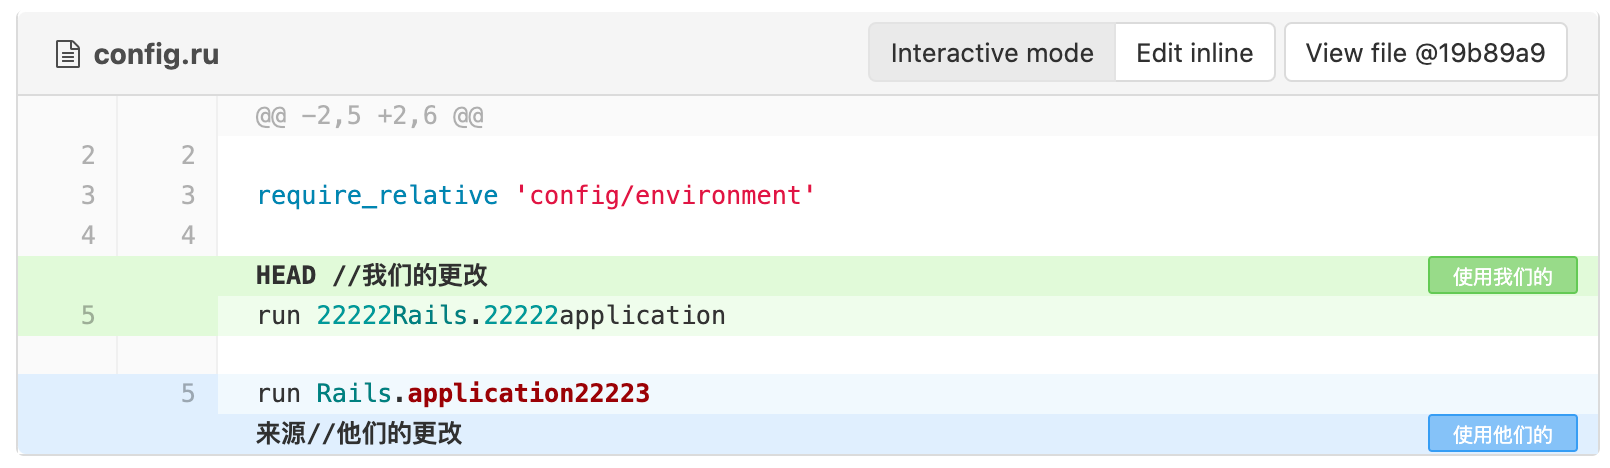 config.ru Interactive mode Edit inline View file @19b89a9
@@ -2,5 +2,6 @@
2 2
3 3 require_relative 'config/environment'
4 4
HEAD //我们的更改 使用我们的
5 run 22222Rails.22222application
5 run Rails.application22223
来源//他们的更改 使用他们的